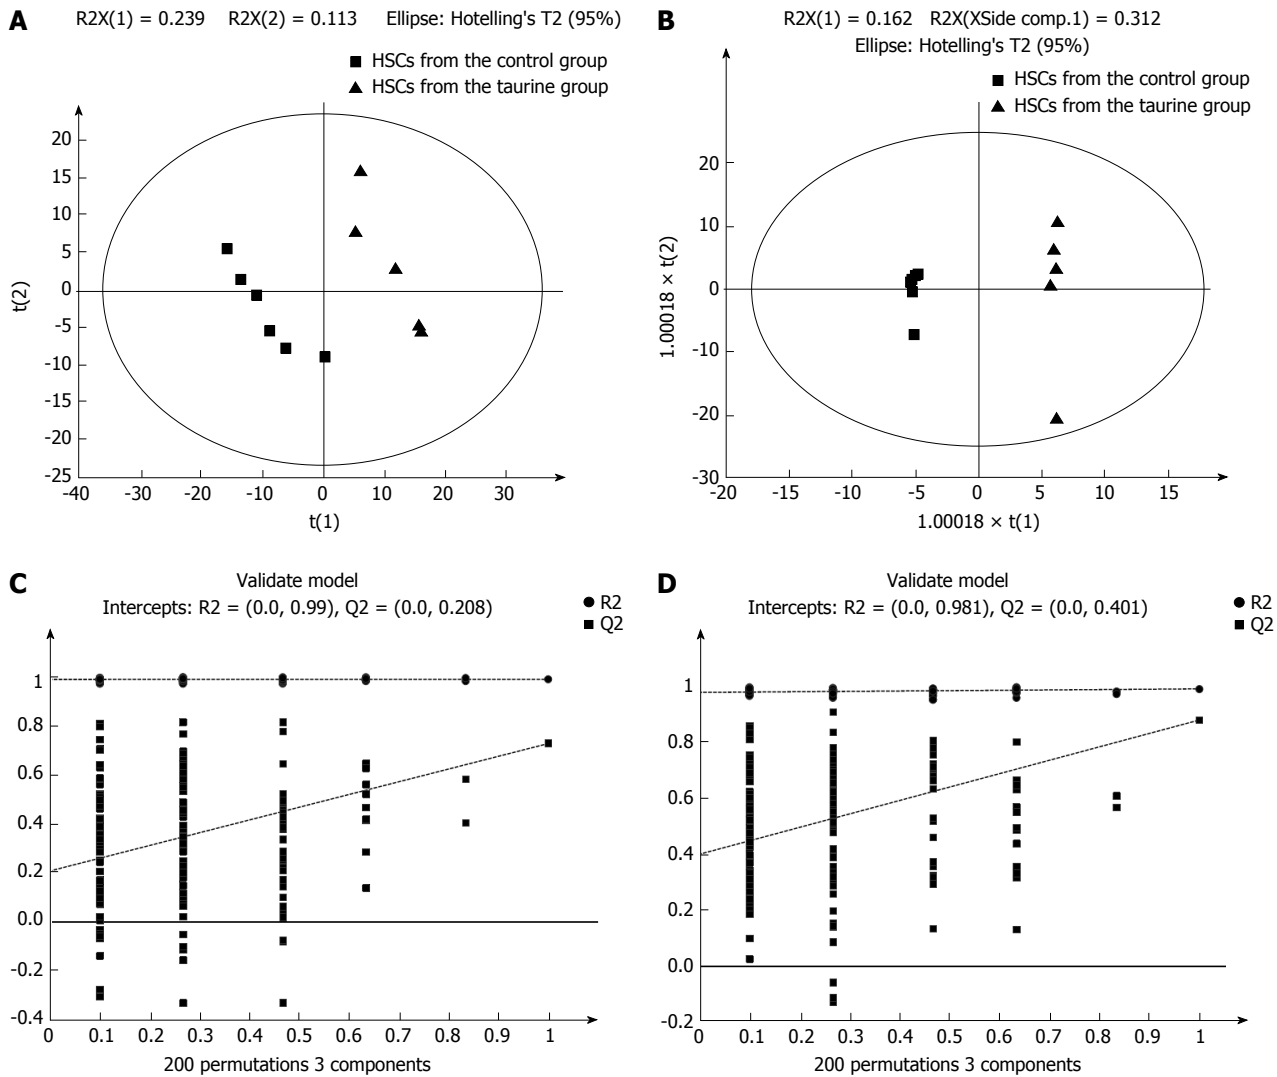 A
R2X(1) = 0.239 R2X(2) = 0.113 Ellipse: Hotelling's T2 (95%)
HSCs from the control group
HSCs from the taurine group
t(2)
20
15
10
5
0
-5
-10
-15
-20
-25
-40 -30 -20 -10 0 10 20 30
t(1)
B
R2X(1) = 0.162 R2X(XSide comp.1) = 0.312
Ellipse: Hotelling's T2 (95%)
HSCs from the control group
HSCs from the taurine group
1.00018 × t(2)
20
10
0
-10
-20
-30
-20 -15 -10 -5 0 5 10 15
1.00018 × t(1)
C
Validate model
Intercepts: R2 = (0.0, 0.99), Q2 = (0.0, 0.208)
R2
Q2
1
0.8
0.6
0.4
0.2
0.0
-0.2
-0.4
0 0.1 0.2 0.3 0.4 0.5 0.6 0.7 0.8 0.9 1
200 permutations 3 components
D
Validate model
Intercepts: R2 = (0.0, 0.981), Q2 = (0.0, 0.401)
R2
Q2
1
0.8
0.6
0.4
0.2
0.0
-0.2
0 0.1 0.2 0.3 0.4 0.5 0.6 0.7 0.8 0.9 1
200 permutations 3 components